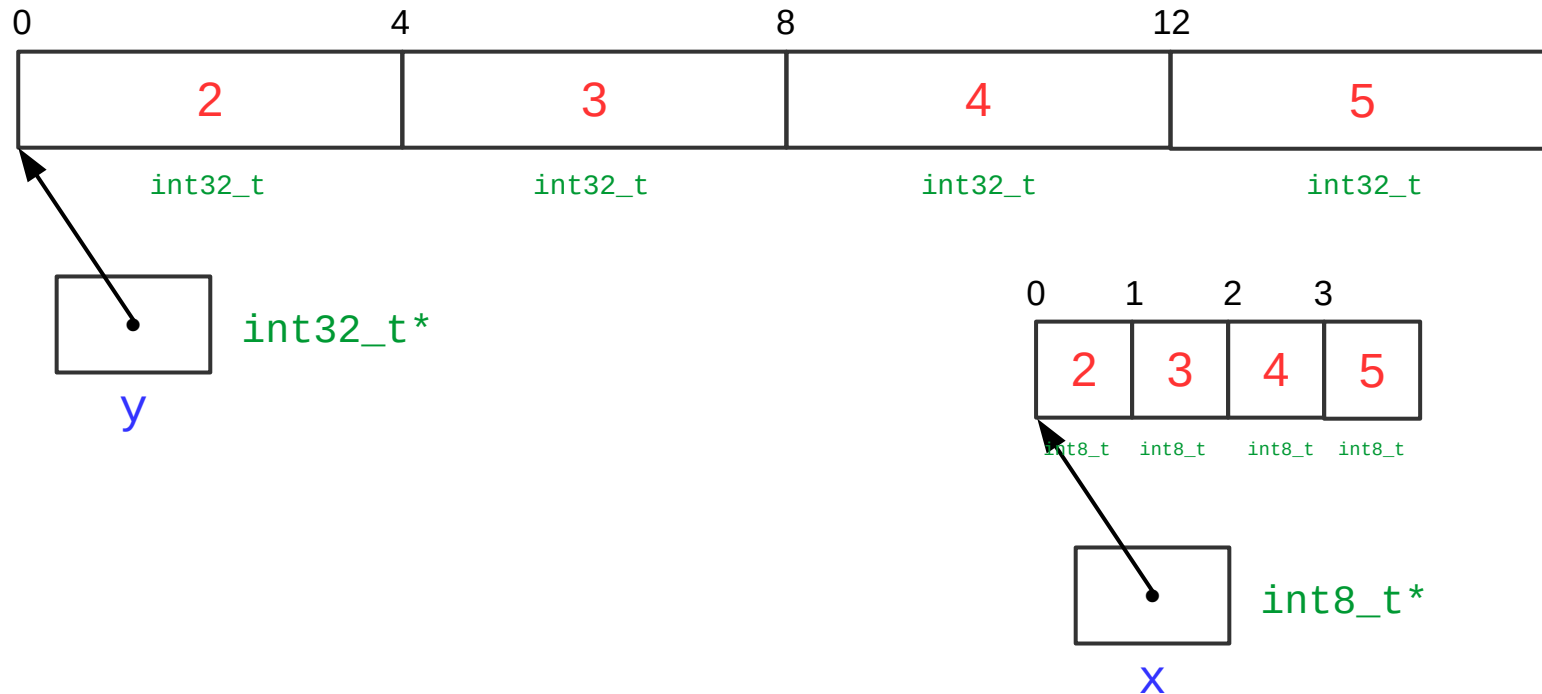 0 4 8 12
2 3 4 5
int32_t int32_t int32_t int32_t
int32_t*
y
0 1 2 3
2 3 4 5
int8_t int8_t int8_t int8_t
int8_t*
x